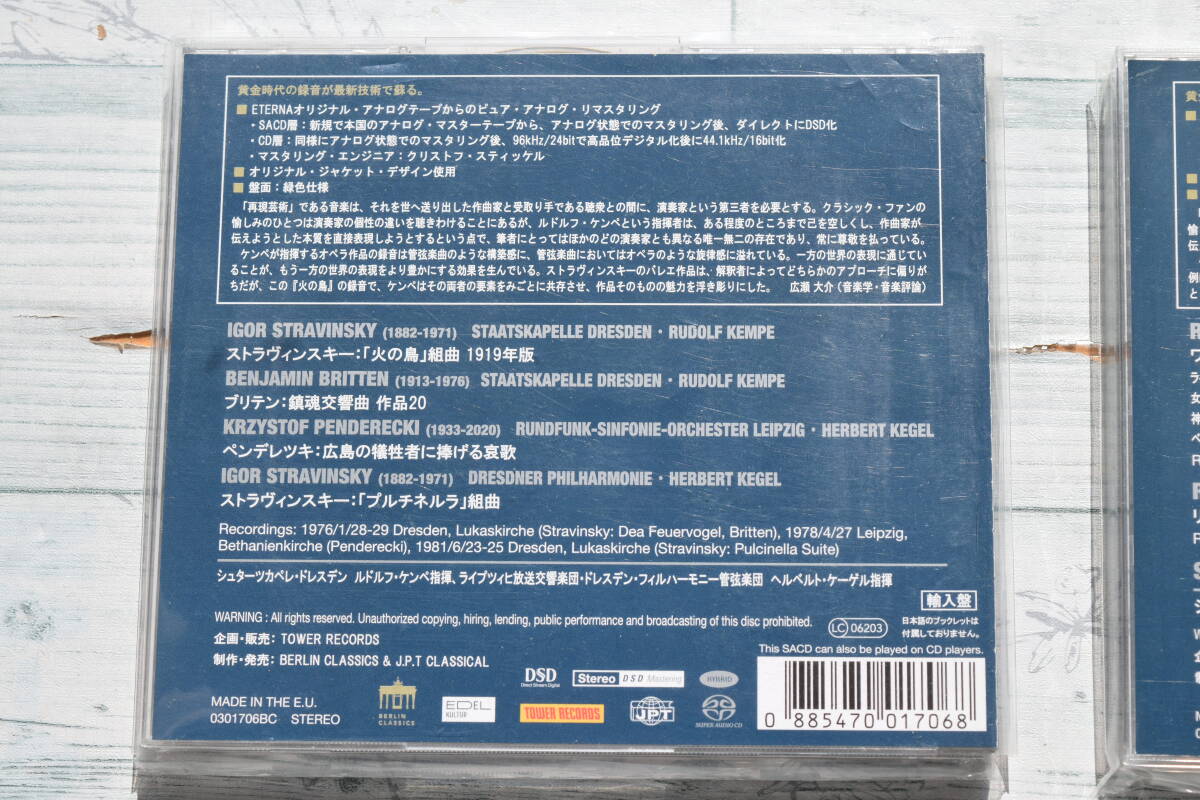 黄金時代の録音が最新技術で蘇る。
■ ETERNAオリジナル・アナログテープからのピュア・アナログ・リマスタリング
・SACD層：新規で本国のアナログ・マスターテープから、アナログ状態でのマスタリング後、ダイレクトにDSD化
・CD層：同様にアナログ状態でのマスタリング後、96kHz/24bitで高品位デジタル化後に44.1kHz/16bit化
・マスタリング・エンジニア：クリストフ・スティッケル
■ オリジナル・ジャケット・デザイン使用
■ 盤面：緑色仕様
「再現芸術」である音楽は、それを世へ送り出した作曲家と受取り手である聴衆との間に、演奏家という第三者を必要とする。クラシック・ファンの
愉しみのひとつは演奏家の個性の違いを聴きわけることにあるが、ルドルフ・ケンペという指揮者は、ある程度のところまで己を空しくし、作曲家が
伝えようとした本質を直接表現しようとするという点で、筆者にとってはほかのどの演奏家とも異なる唯一無二の存在であり、常に尊敬を払っている。
ケンペが指揮するオペラ作品の録音は管弦楽曲のような構築感に、管弦楽曲においてはオペラのような旋律感に溢れている。一方の世界に通じてい
ることが、もう一方の世界の表現をより豊かにする効果を生んでいる。ストラヴィンスキーのバレエ作品は、解釈者によってどちらかのアプローチに偏りが
ちだが、この『火の鳥』の録音で、ケンペはその両者の要素をみごとに共存させ、作品そのものの魅力を浮き彫りにした。 広瀬 大介（音楽学・音楽評論）
IGOR STRAVINSKY (1882-1971) STAATSKAPELLE DRESDEN・RUDOLF KEMPE
ストラヴィンスキー：「火の鳥」組曲 1919年版
BENJAMIN BRITTEN (1913-1976) STAATSKAPELLE DRESDEN・RUDOLF KEMPE
ブリテン：鎮魂交響曲 作品20
KRZYSTOF PENDERECKI (1933-2020) RUNDFUNK-SINFONIE-ORCHESTER LEIPZIG・HERBERT KEGEL
ペンデレツキ：広島の犠牲者に捧げる哀歌
IGOR STRAVINSKY (1882-1971) DRESDNER PHILHARMONIE・HERBERT KEGEL
ストラヴィンスキー：「プルチネルラ」組曲
Recordings: 1976/1/28-29 Dresden, Lukaskirche (Stravinsky: Dea Feuervogel, Britten), 1978/4/27 Leipzig,
Bethanienkirche (Penderecki), 1981/6/23-25 Dresden, Lukaskirche (Stravinsky: Pulcinella Suite)
シュターツカペレ・ドレスデン ルドルフ・ケンペ指揮、ライプツィヒ放送交響楽団・ドレスデン・フィルハーモニー管弦楽団 ヘルベルト・ケーゲル指揮
輸入盤
WARNING : All rights reserved. Unauthorized copying, hiring, lending, public performance and broadcasting of this disc prohibited.
LC 06203
日本語のブックレットは
付属しておりません。
企画・販売：TOWER RECORDS
制作・発売：BERLIN CLASSICS & J.P.T CLASSICAL
This SACD can also be played on CD players.
MADE IN THE E.U.
0301706BC STEREO
BERLIN
CLASSICS
EDEL
KULTUR
DSD
Direct Stream Digital
Stereo DSD Mastering
HYBRID
TOWER RECORDS
JPT
SUPER AUDIO CD
0 885470 017068